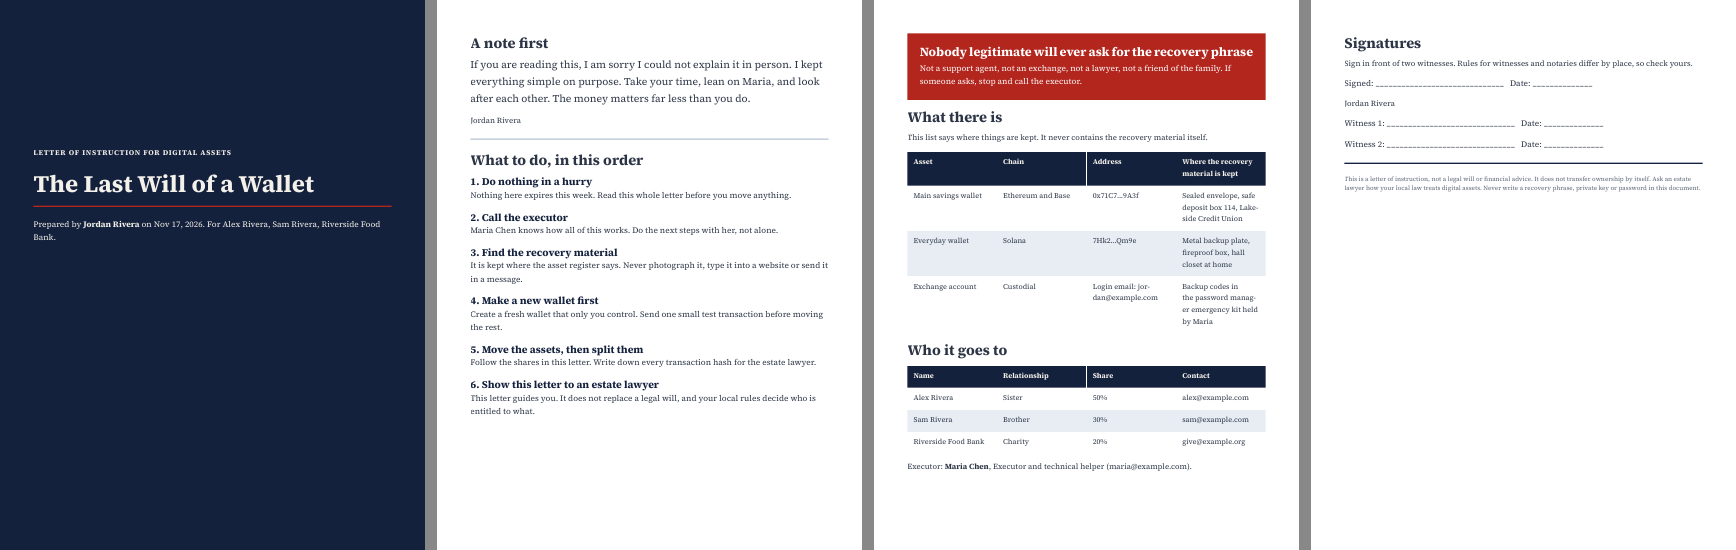 LETTER OF INSTRUCTION FOR DIGITAL ASSETS
The Last Will of a Wallet
Prepared by Jordan Rivera on Nov 17, 2026. For Alex Rivera, Sam Rivera, Riverside Food
Bank.
A note first
If you are reading this, I am sorry I could not explain it in person. I kept
everything simple on purpose. Take your time, lean on Maria, and look
after each other. The money matters far less than you do.
Jordan Rivera
What to do, in this order
1. Do nothing in a hurry
Nothing here expires this week. Read this whole letter before you move anything.
2. Call the executor
Maria Chen knows how all of this works. Do the next steps with her, not alone.
3. Find the recovery material
It is kept where the asset register says. Never photograph it, type it into a website or send it
in a message.
4. Make a new wallet first
Create a fresh wallet that only you control. Send one small test transaction before moving
the rest.
5. Move the assets, then split them
Follow the shares in this letter. Write down every transaction hash for the estate lawyer.
6. Show this letter to an estate lawyer
This letter guides you. It does not replace a legal will, and your local rules decide who is
entitled to what.
Nobody legitimate will ever ask for the recovery phrase
Not a support agent, not an exchange, not a lawyer, not a friend of the family. If
someone asks, stop and call the executor.
What there is
This list says where things are kept. It never contains the recovery material itself.
Asset Chain Address Where the recovery
material is kept
Main savings wallet Ethereum and Base 0x71C7...9A3f Sealed envelope, safe
deposit box 114, Lake-
side Credit Union
Everyday wallet Solana 7Hk2...Qm9e Metal backup plate,
fireproof box, hall
closet at home
Exchange account Custodial Login email: jor- Backup codes in
dan@example.com the password manag-
er emergency kit held
by Maria
Who it goes to
Name Relationship Share Contact
Alex Rivera Sister 50% alex@example.com
Sam Rivera Brother 30% sam@example.com
Riverside Food Bank Charity 20% give@example.org
Executor: Maria Chen, Executor and technical helper (maria@example.com).
Signatures
Sign in front of two witnesses. Rules for witnesses and notaries differ by place, so check yours.
Signed: ______________________________ Date: ______________
Jordan Rivera
Witness 1: ______________________________ Date: ______________
Witness 2: ______________________________ Date: ______________
This is a letter of instruction, not a legal will or financial advice. It does not transfer ownership by itself. Ask an estate
lawyer how your local law treats digital assets. Never write a recovery phrase, private key or password in this document.